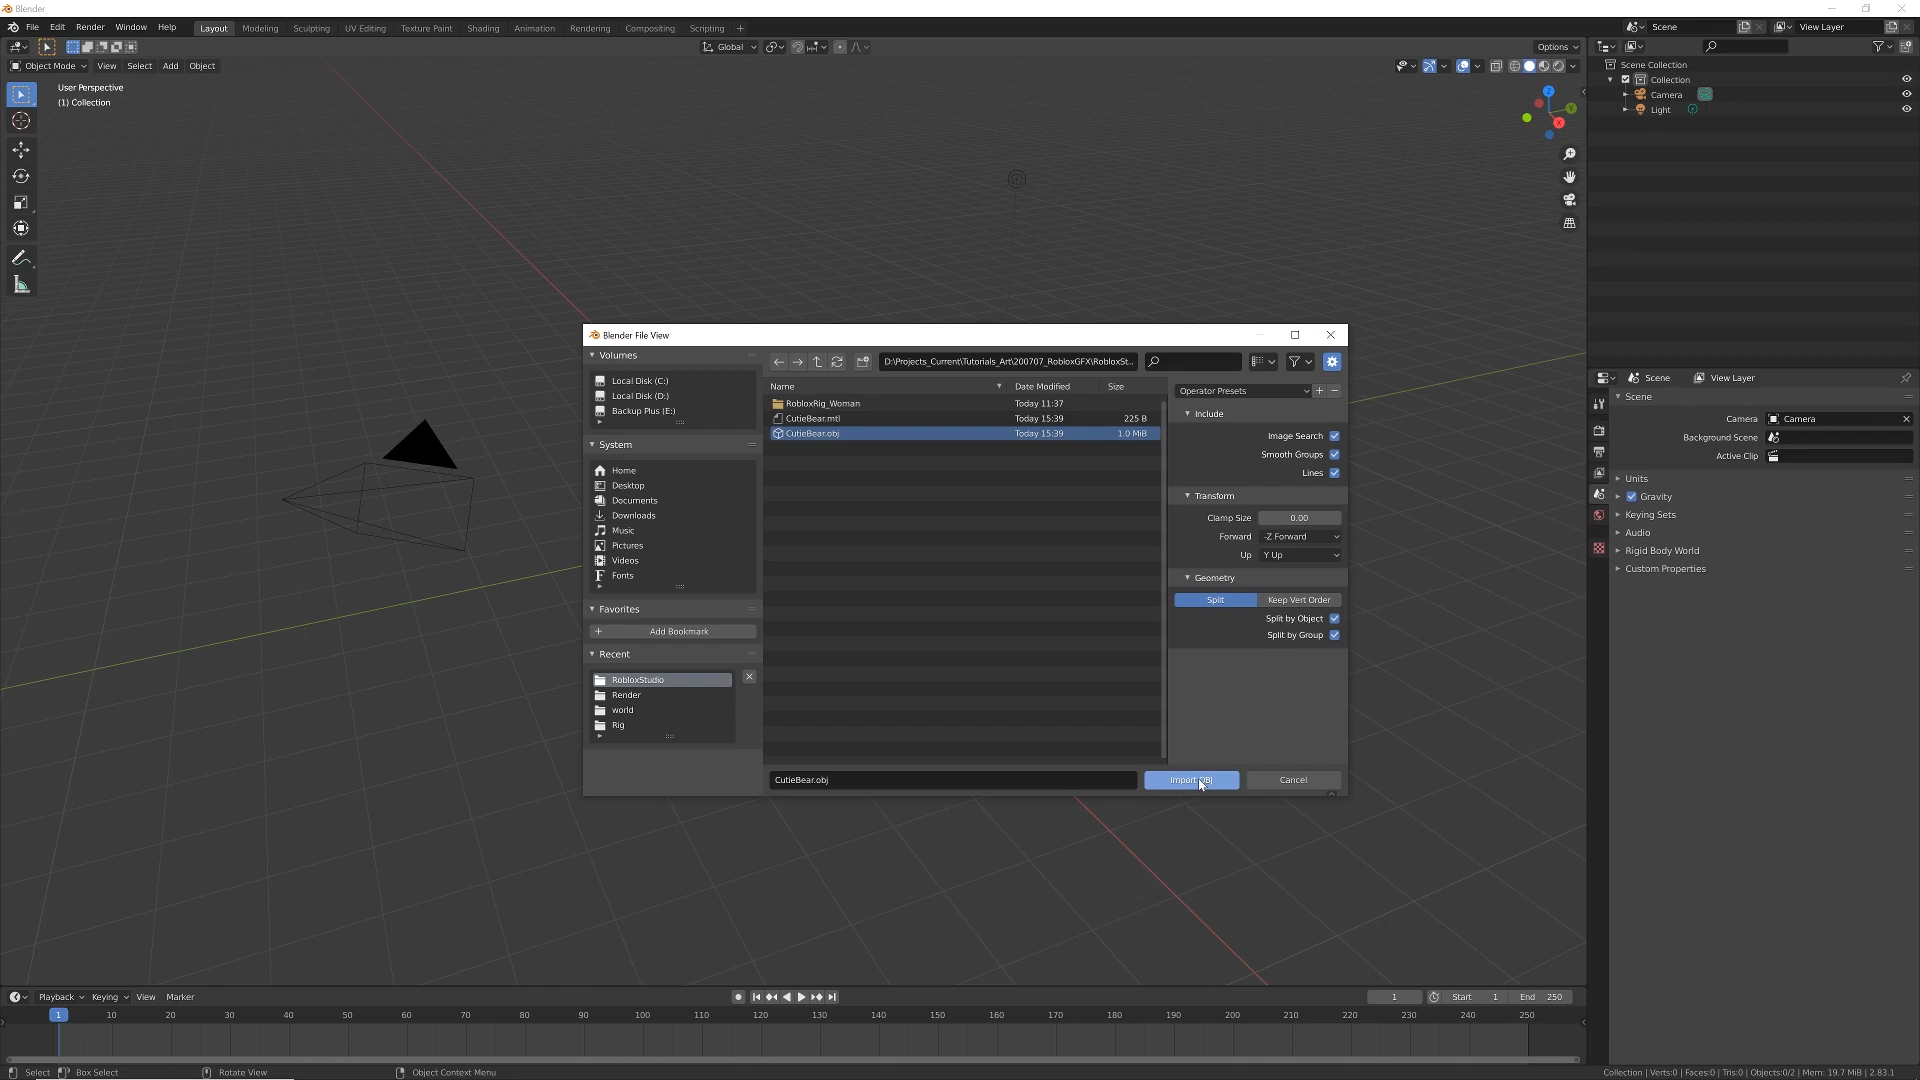 Blender
File Edit Render Window Help Layout Modeling Sculpting UV Editing Texture Paint Shading Animation Rendering Compositing Scripting + Scene View Layer
Global Options
Object Mode View Select Add Object
User Perspective
(1) Collection
Z
Y
X
Scene Collection
Collection
Camera
Light
Blender File View
Volumes
Local Disk (C:)
Local Disk (D:)
Backup Plus (E:)
System
Home
Desktop
Documents
Downloads
Music
Pictures
Videos
Fonts
Favorites
Add Bookmark
Recent
RobloxStudio
Render
world
Rig
D:\Projects_Current\Tutorials_Art\200707_RobloxGFX\RobloxSt...
Name Date Modified Size
RobloxRig_Woman Today 11:37
CutieBear.mtl Today 15:39 225 B
CutieBear.obj Today 15:39 1.0 MiB
Operator Presets
Include
Image Search
Smooth Groups
Lines
Transform
Clamp Size 0.00
Forward -Z Forward
Up Y Up
Geometry
Split Keep Vert Order
Split by Object
Split by Group
CutieBear.obj Import OBJ Cancel
Scene View Layer
Scene
Camera Camera
Background Scene
Active Clip
Units
Gravity
Keying Sets
Audio
Rigid Body World
Custom Properties
Playback Keying View Marker 1 Start 1 End 250
1 10 20 30 40 50 60 70 80 90 100 110 120 130 140 150 160 170 180 190 200 210 220 230 240 250
Select Box Select Rotate View Object Context Menu Collection | Verts:0 | Faces:0 | Tris:0 | Objects:0/2 | Mem: 19.7 MiB | 2.83.1